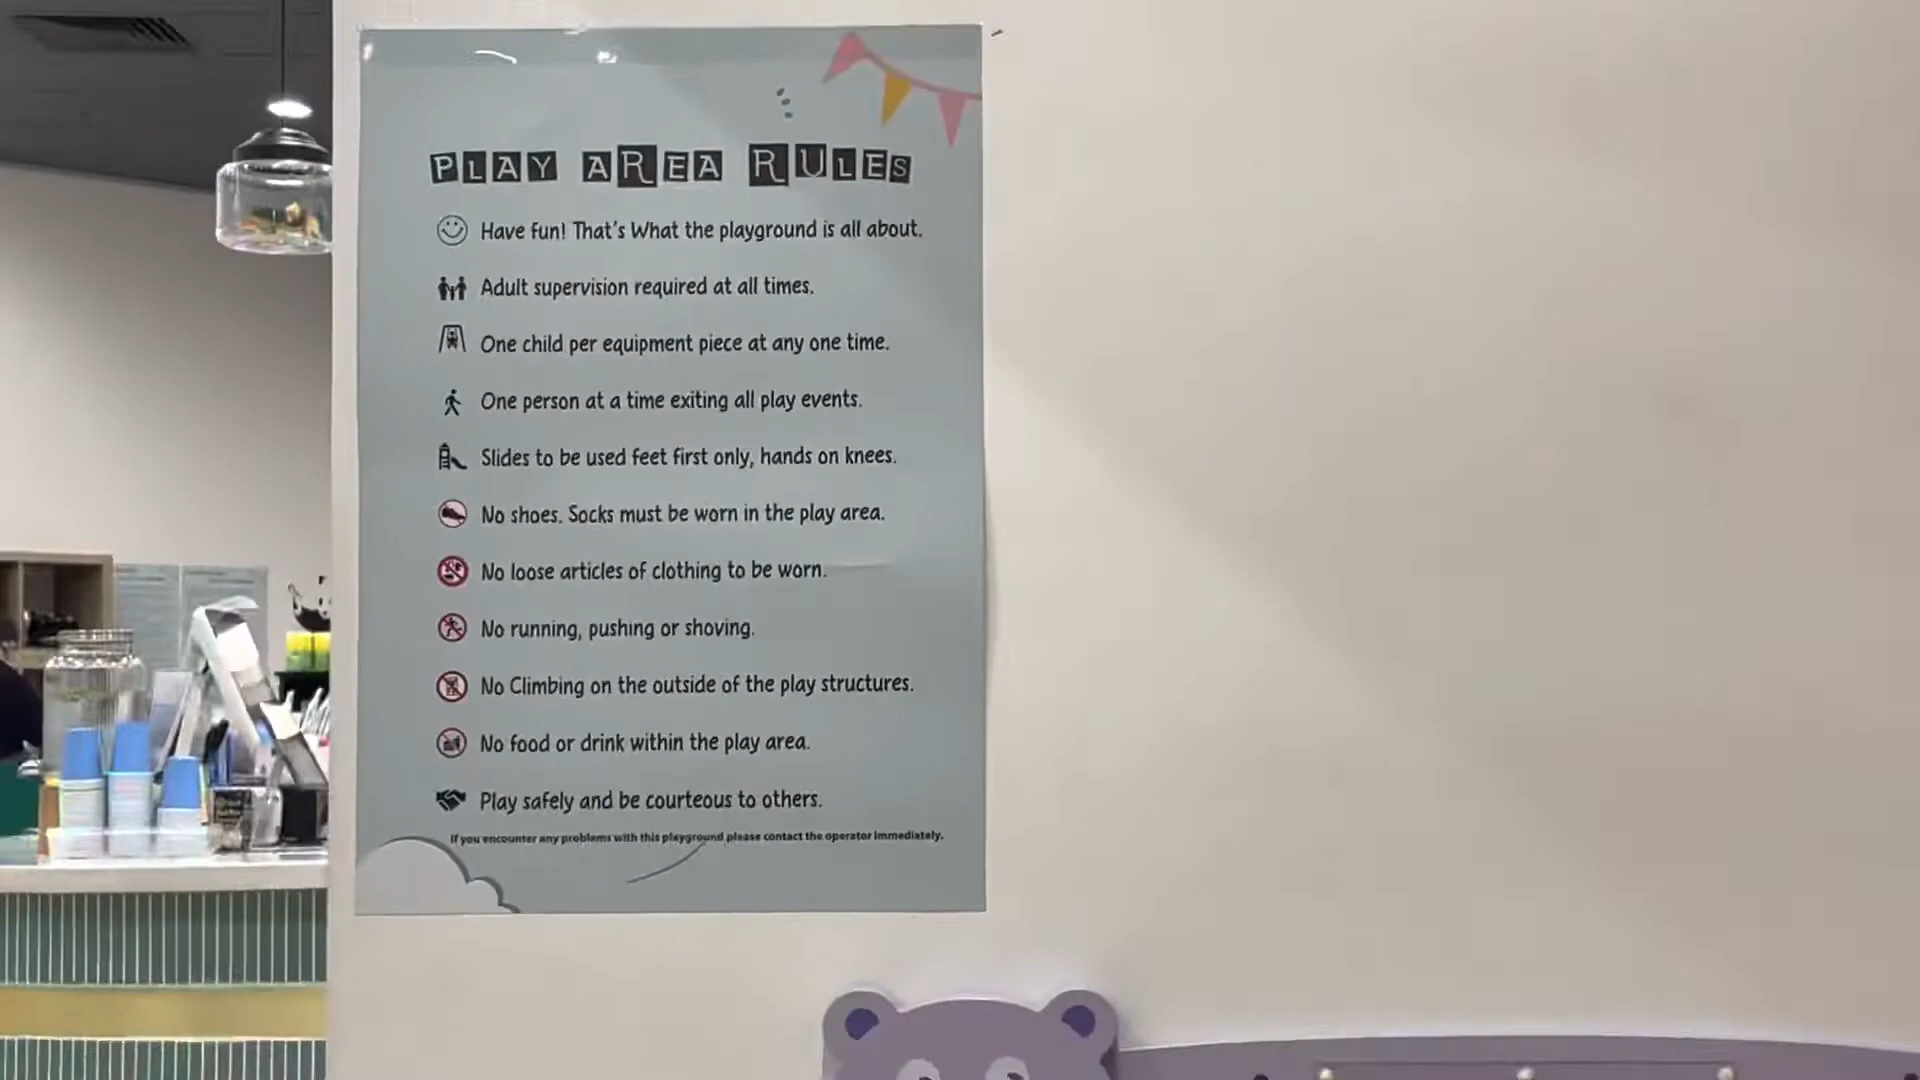 PLAY AREA RULES
Have fun! That's What the playground is all about.
Adult supervision required at all times.
One child per equipment piece at any one time.
One person at a time exiting all play events.
Slides to be used feet first only, hands on knees.
No shoes. Socks must be worn in the play area.
No loose articles of clothing to be worn.
No running, pushing or shoving.
No Climbing on the outside of the play structures.
No food or drink within the play area.
Play safely and be courteous to others.
If you encounter any problems with this playground please contact the operator immediately.